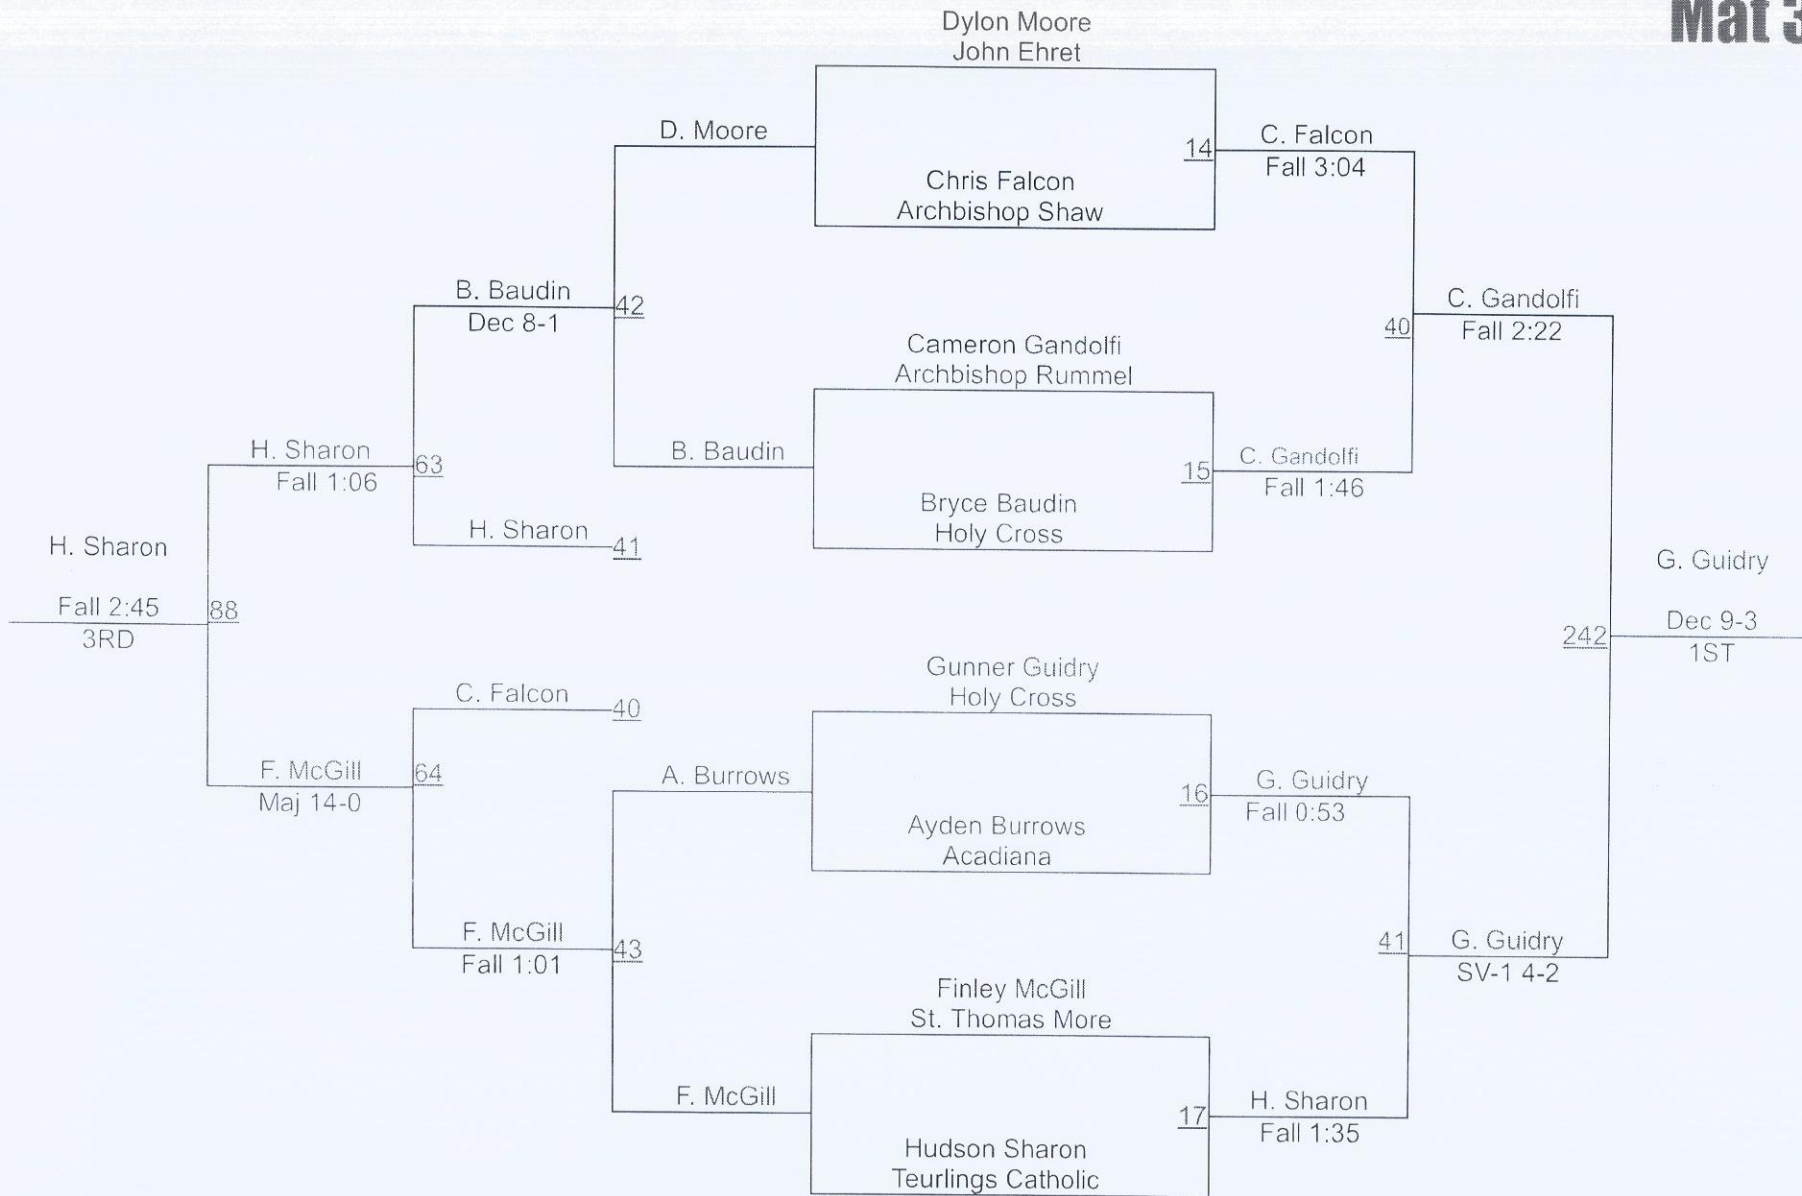 Mat 3
Dylon Moore
John Ehret
D. Moore
14
C. Falcon
Fall 3:04
Chris Falcon
Archbishop Shaw
B. Baudin
Dec 8-1
42
C. Gandolfi
Fall 2:22
40
Cameron Gandolfi
Archbishop Rummel
H. Sharon
Fall 1:06
63
B. Baudin
15
C. Gandolfi
Fall 1:46
Bryce Baudin
Holy Cross
H. Sharon
41
H. Sharon
Fall 2:45
3RD
88
G. Guidry
Dec 9-3
1ST
242
Gunner Guidry
Holy Cross
C. Falcon
40
F. McGill
Maj 14-0
64
A. Burrows
16
G. Guidry
Fall 0:53
Ayden Burrows
Acadiana
F. McGill
Fall 1:01
43
41
G. Guidry
SV-1 4-2
Finley McGill
St. Thomas More
F. McGill
17
H. Sharon
Fall 1:35
Hudson Sharon
Teurlings Catholic